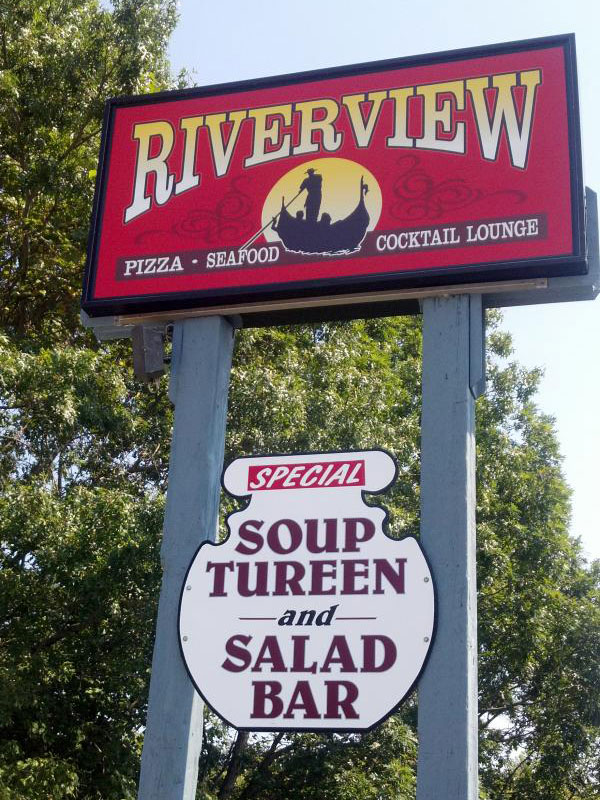 RIVERVIEW
PIZZA • SEAFOOD COCKTAIL LOUNGE
SPECIAL
SOUP
TUREEN
and
SALAD
BAR